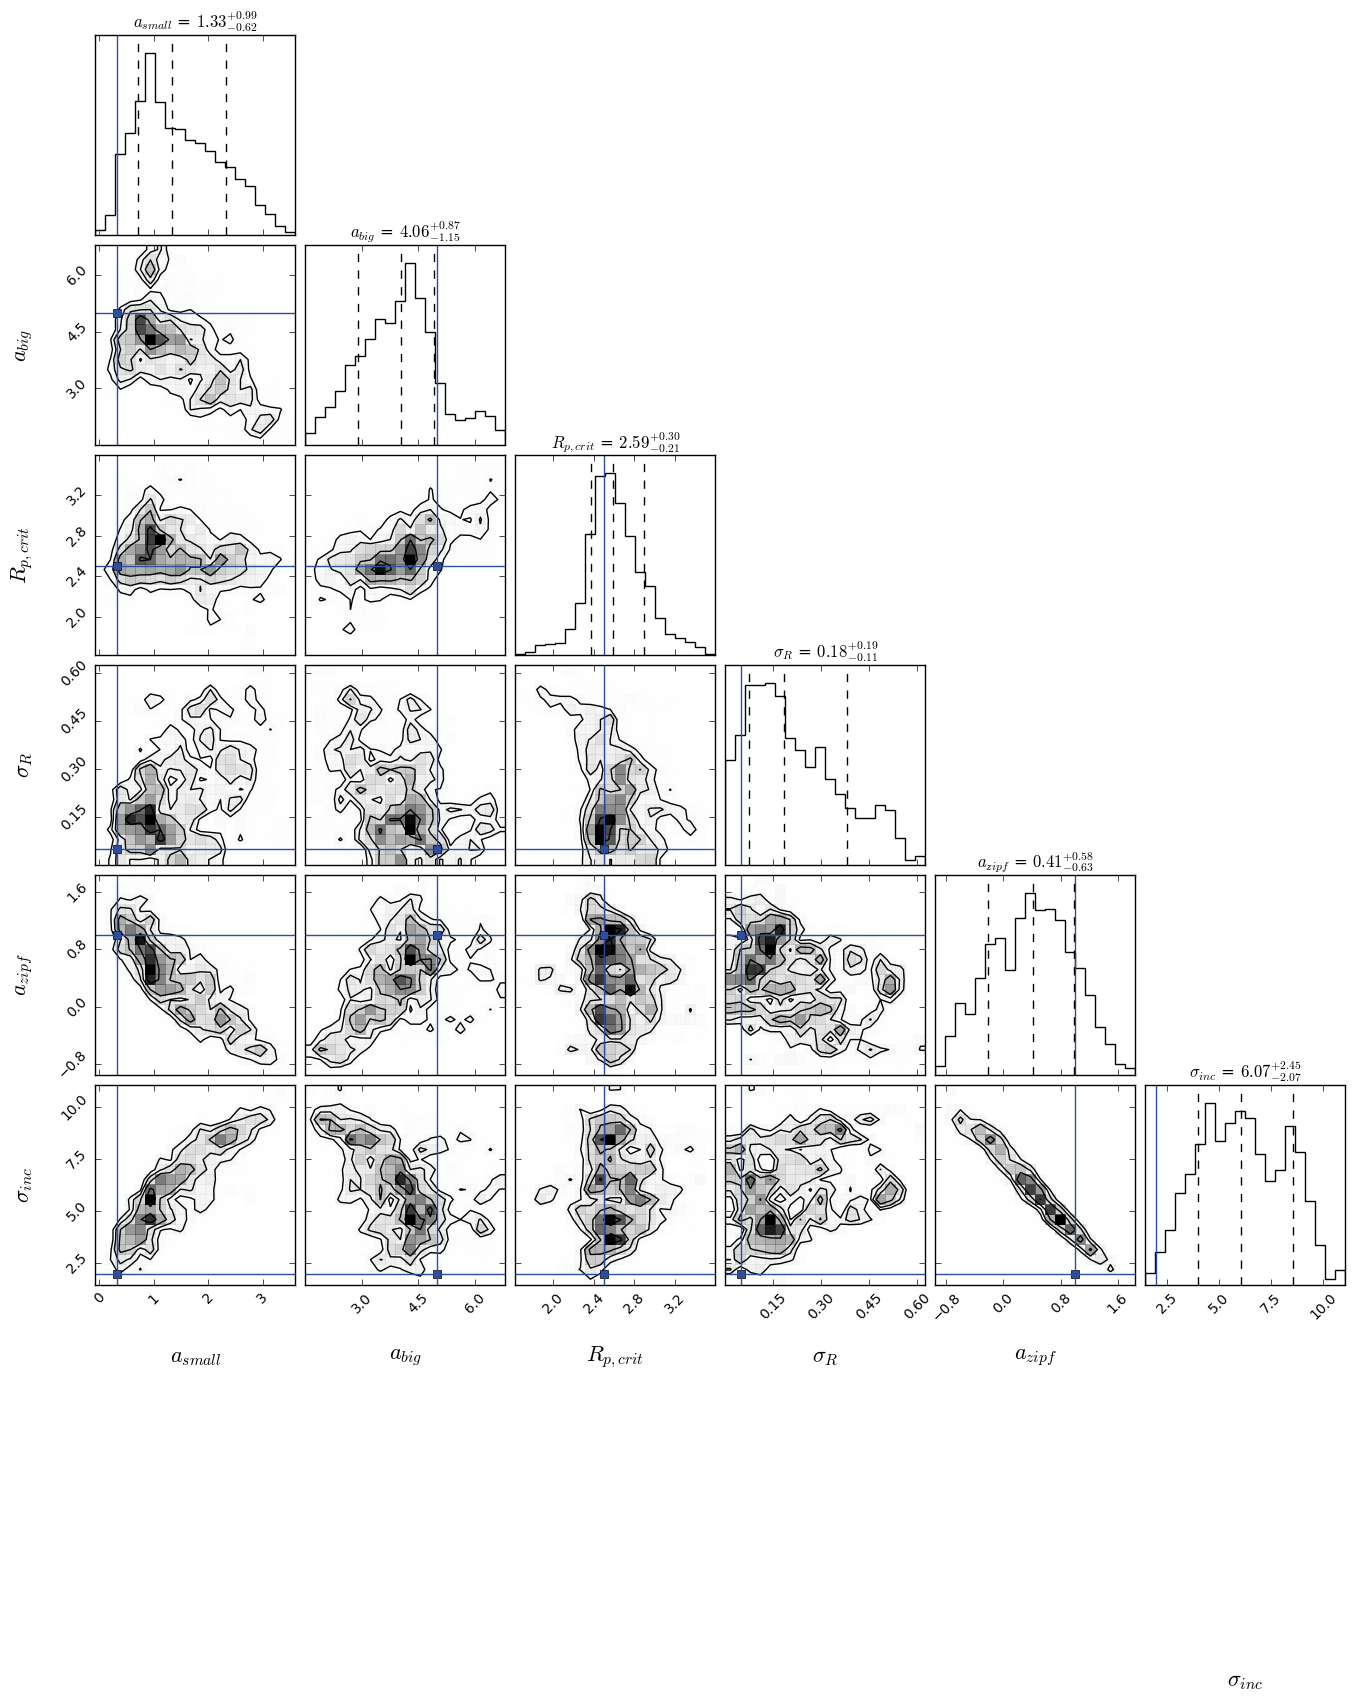 a_small = 1.33^{+0.99}_{-0.62}
a_big = 4.06^{+0.87}_{-1.15}
6.0
4.5
3.0
a_big
R_{p,crit} = 2.59^{+0.30}_{-0.21}
3.2
2.8
2.4
2.0
R_{p,crit}
σ_R = 0.18^{+0.19}_{-0.11}
0.60
0.45
0.30
0.15
σ_R
a_zipf = 0.41^{+0.58}_{-0.63}
1.6
0.8
0.0
−0.8
a_zipf
σ_inc = 6.07^{+2.45}_{-2.07}
10.0
7.5
5.0
2.5
σ_inc
0 1 2 3 3.0 4.5 6.0 2.0 2.4 2.8 3.2 0.15 0.30 0.45 0.60 −0.8 0.0 0.8 1.6 2.5 5.0 7.5 10.0
a_small a_big R_{p,crit} σ_R a_zipf
σ_inc